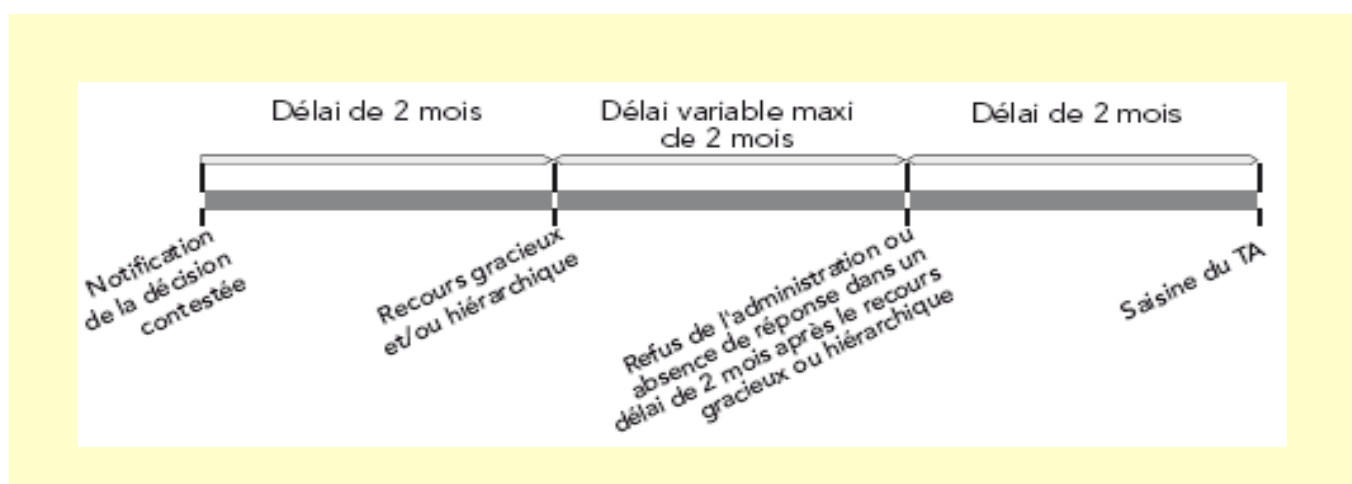 Délai de 2 mois
Délai variable maxi
de 2 mois
Délai de 2 mois
Notification
de la décision
contestée
Recours gracieux
et/ou hiérarchique
Refus de l'administration ou
absence de réponse dans un
délai de 2 mois après le recours
gracieux ou hiérarchique
Saisine du TA